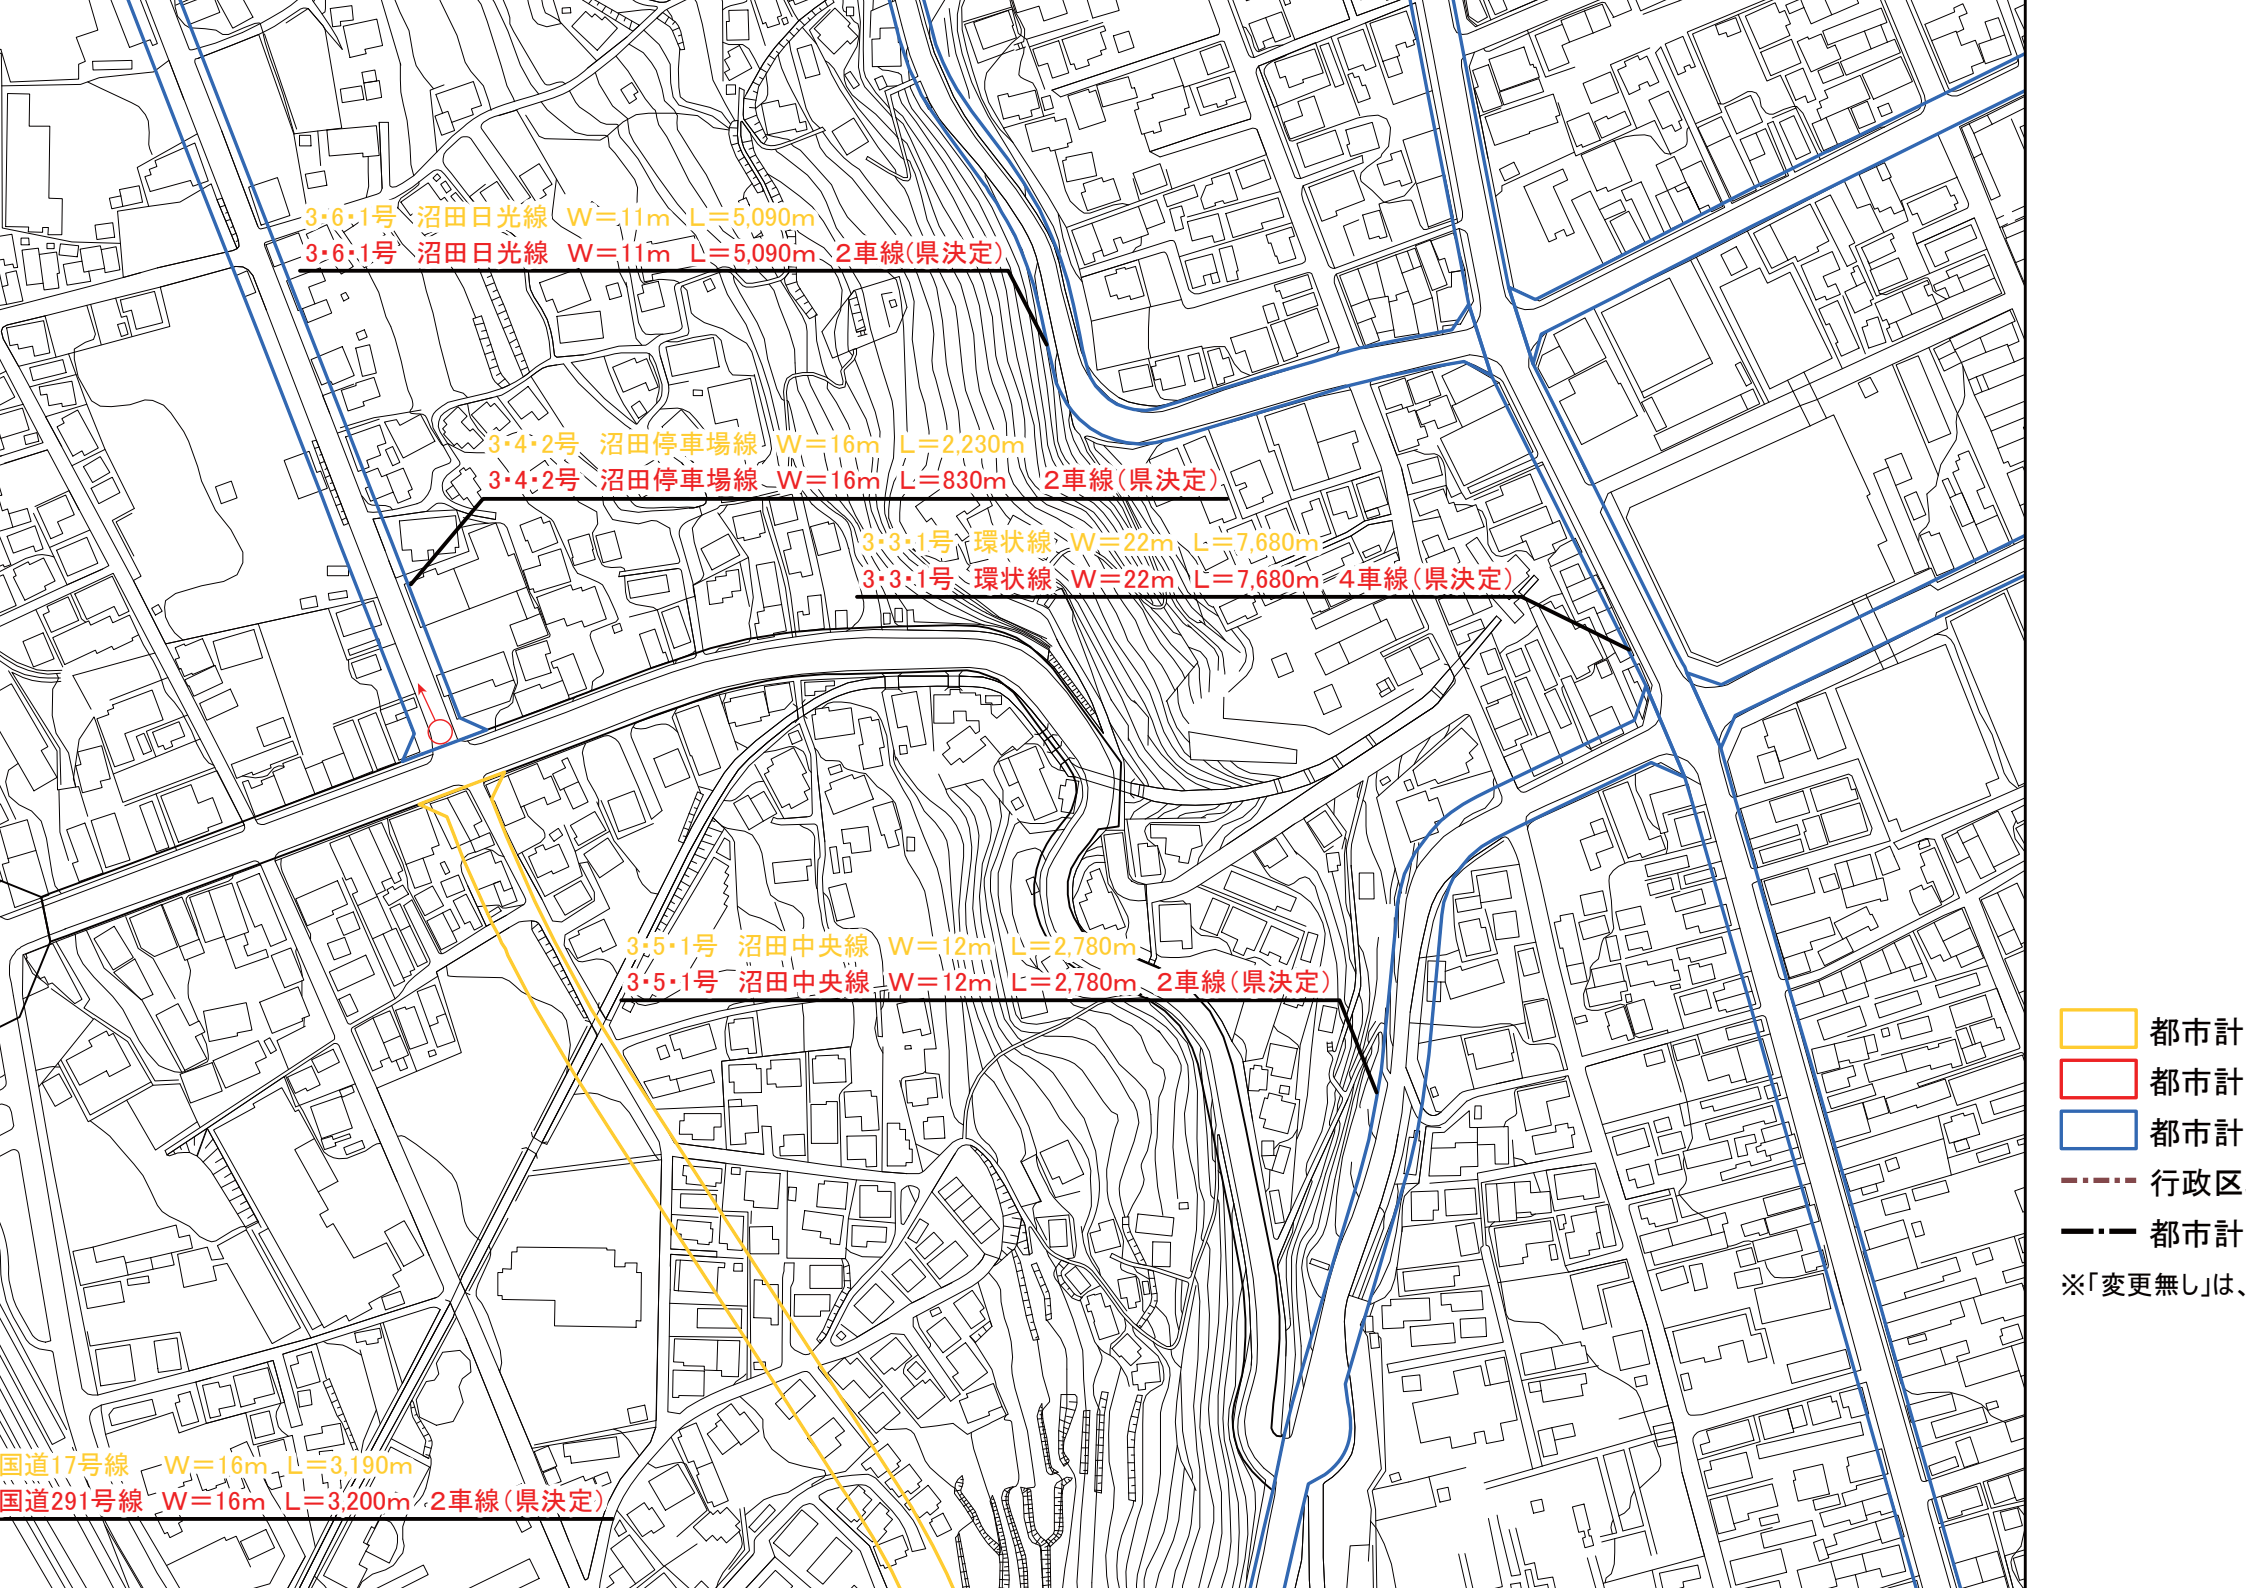 3・6・1号 沼田日光線 W=11m L=5,090m
3・6・1号 沼田日光線 W=11m L=5,090m 2車線(県決定)
3・4・2号 沼田停車場線 W=16m L=2,230m
3・4・2号 沼田停車場線 W=16m L=830m 2車線(県決定)
3・3・1号 環状線 W=22m L=7,680m
3・3・1号 環状線 W=22m L=7,680m 4車線(県決定)
3・5・1号 沼田中央線 W=12m L=2,780m
3・5・1号 沼田中央線 W=12m L=2,780m 2車線(県決定)
国道17号線 W=16m L=3,190m
国道291号線 W=16m L=3,200m 2車線(県決定)
都市計
都市計
都市計
行政区
都市計
※「変更無し」は、